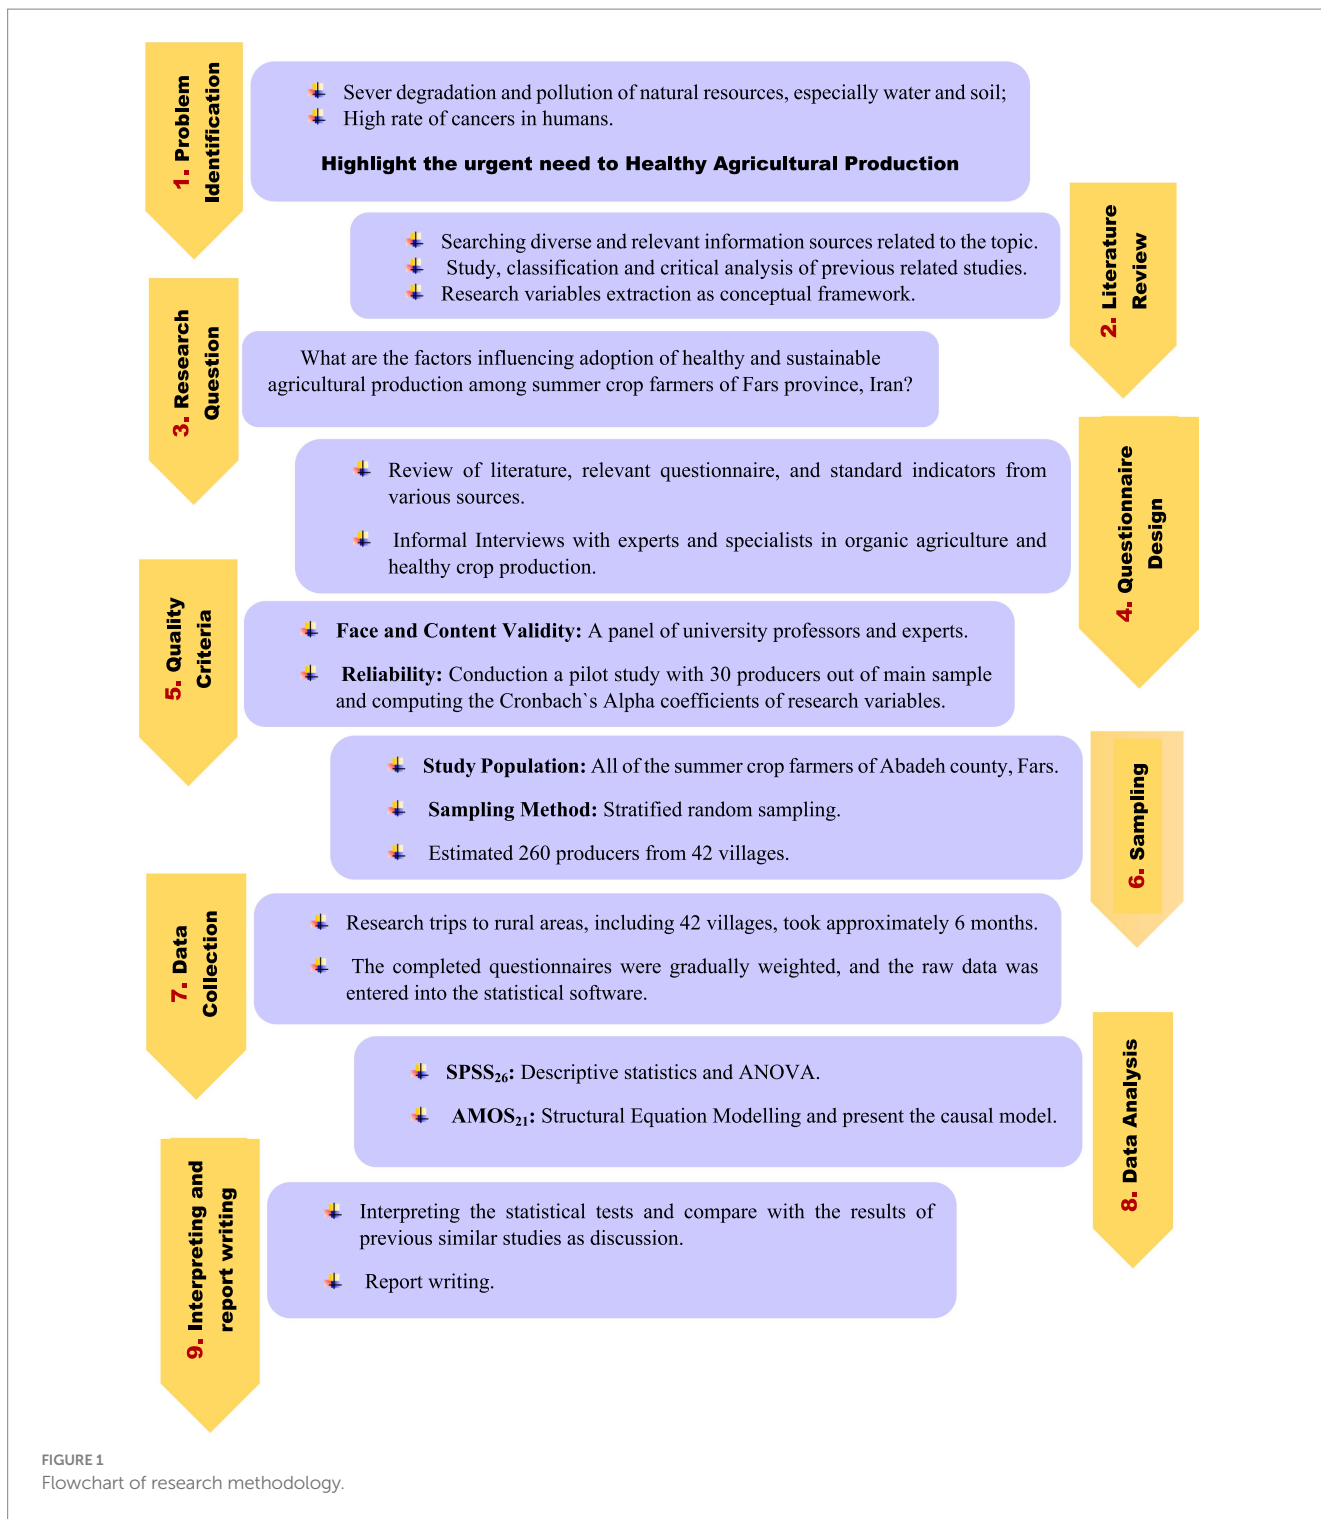 1. Problem
Identification
Sever degradation and pollution of natural resources, especially water and soil;
High rate of cancers in humans.
Highlight the urgent need to Healthy Agricultural Production
2. Literature
Review
Searching diverse and relevant information sources related to the topic.
Study, classification and critical analysis of previous related studies.
Research variables extraction as conceptual framework.
3. Research
Question
What are the factors influencing adoption of healthy and sustainable
agricultural production among summer crop farmers of Fars province, Iran?
4. Questionnaire
Design
Review of literature, relevant questionnaire, and standard indicators from
various sources.
Informal Interviews with experts and specialists in organic agriculture and
healthy crop production.
5. Quality
Criteria
Face and Content Validity: A panel of university professors and experts.
Reliability: Conduction a pilot study with 30 producers out of main sample
and computing the Cronbach`s Alpha coefficients of research variables.
6. Sampling
Study Population: All of the summer crop farmers of Abadeh county, Fars.
Sampling Method: Stratified random sampling.
Estimated 260 producers from 42 villages.
7. Data
Collection
Research trips to rural areas, including 42 villages, took approximately 6 months.
The completed questionnaires were gradually weighted, and the raw data was
entered into the statistical software.
8. Data Analysis
SPSS26: Descriptive statistics and ANOVA.
AMOS21: Structural Equation Modelling and present the causal model.
9. Interpreting and
report writing
Interpreting the statistical tests and compare with the results of
previous similar studies as discussion.
Report writing.
FIGURE 1
Flowchart of research methodology.